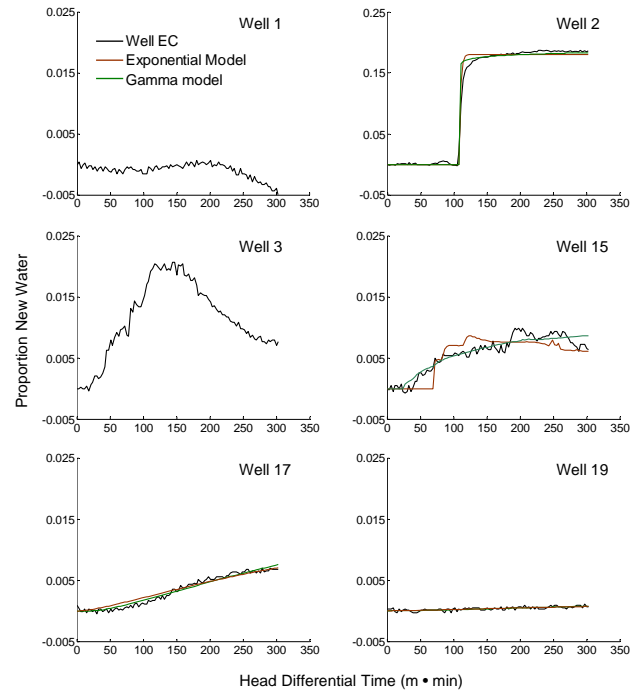 Well 1
Well EC
Exponential Model
Gamma model
0.025
0.015
0.005
-0.005
0 50 100 150 200 250 300 350
Well 2
0.25
0.15
0.05
-0.05
0 50 100 150 200 250 300 350
Well 3
0.025
0.015
0.005
-0.005
0 50 100 150 200 250 300 350
Well 15
0.025
0.015
0.005
-0.005
0 50 100 150 200 250 300 350
Well 17
0.025
0.015
0.005
-0.005
0 50 100 150 200 250 300 350
Well 19
0.025
0.015
0.005
-0.005
0 50 100 150 200 250 300 350
Proportion New Water
Head Differential Time (m • min)